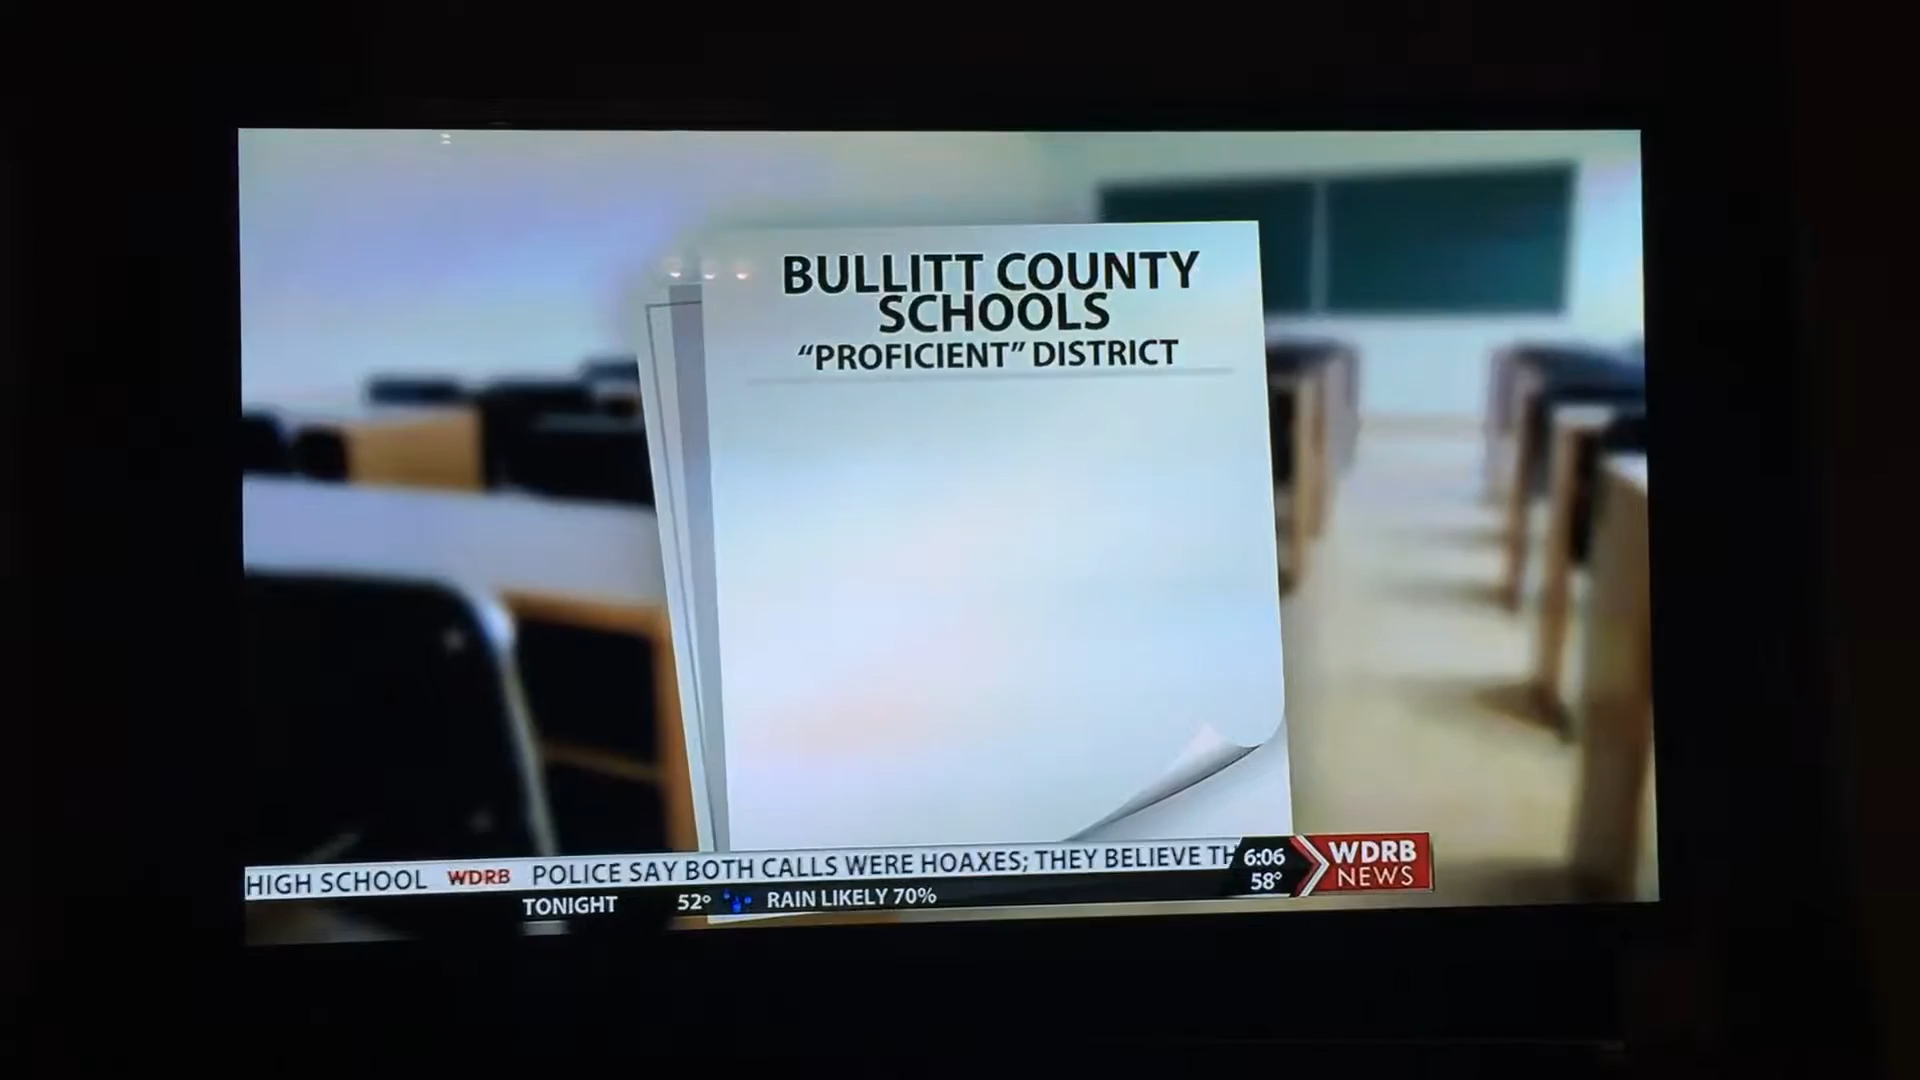 BULLITT COUNTY
SCHOOLS
“PROFICIENT” DISTRICT
HIGH SCHOOL WDRB POLICE SAY BOTH CALLS WERE HOAXES; THEY BELIEVE
6:06
58°
WDRB
NEWS
TONIGHT 52° RAIN LIKELY 70%